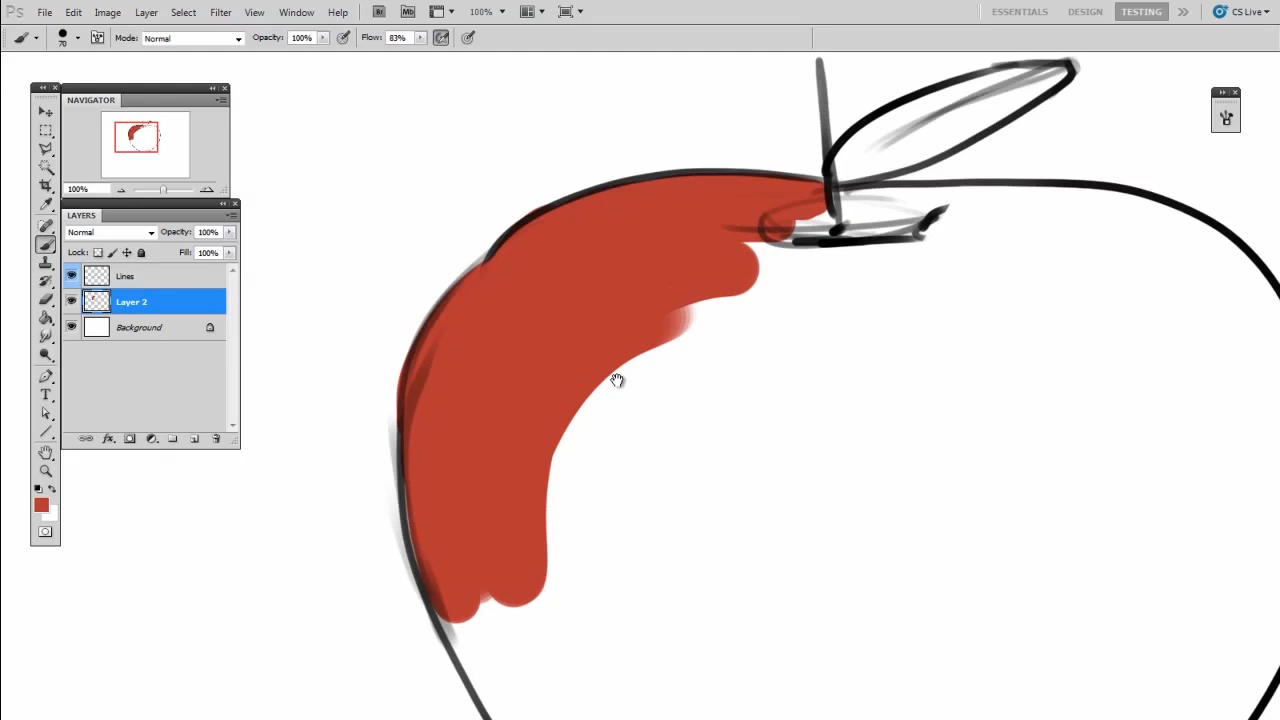 Ps File Edit Image Layer Select Filter View Window Help Br Mb 100% ESSENTIALS DESIGN TESTING CS Live
70 Mode: Normal Opacity: 100% Flow: 83%
NAVIGATOR
100%
LAYERS
Normal Opacity: 100%
Lock: Fill: 100%
Lines
Layer 2
Background
T